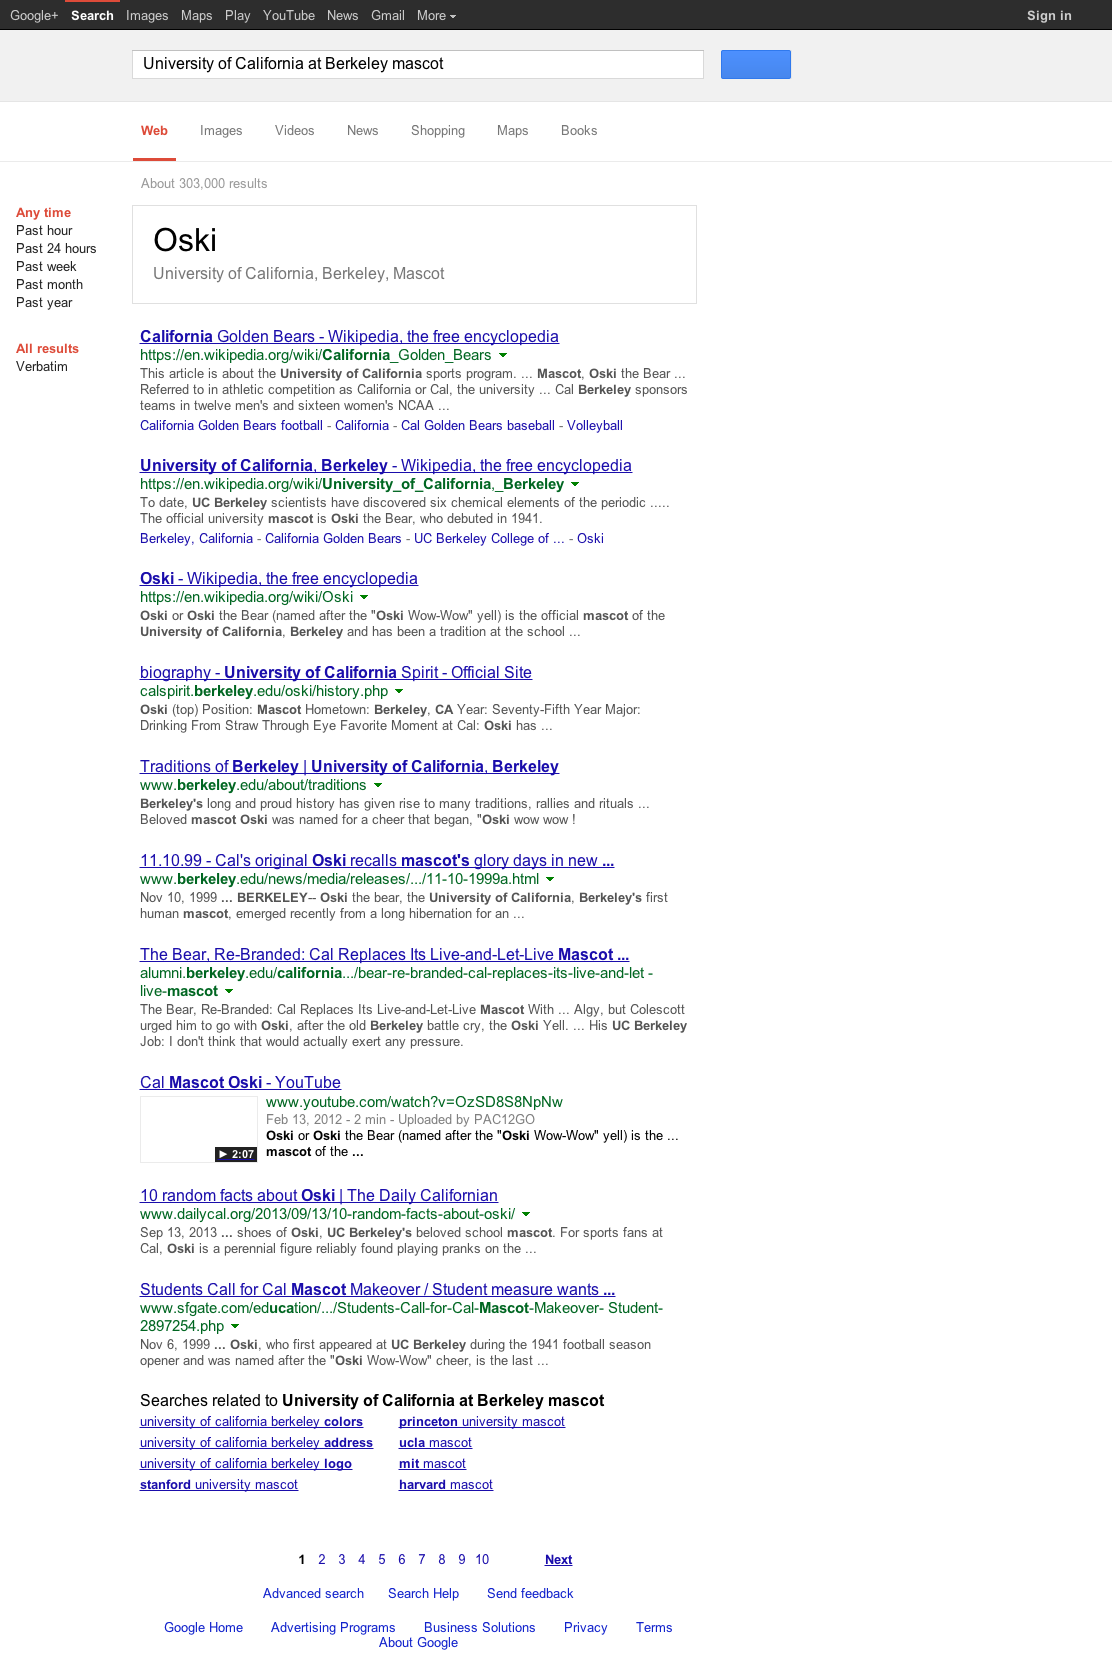 Google+ Search Images Maps Play YouTube News Gmail More Sign in
University of California at Berkeley mascot
Web Images Videos News Shopping Maps Books
About 303,000 results
Any time
Past hour
Past 24 hours
Past week
Past month
Past year
All results
Verbatim
Oski
University of California, Berkeley, Mascot
California Golden Bears - Wikipedia, the free encyclopedia
https://en.wikipedia.org/wiki/California_Golden_Bears
This article is about the University of California sports program. ... Mascot, Oski the Bear ...
Referred to in athletic competition as California or Cal, the university ... Cal Berkeley sponsors
teams in twelve men's and sixteen women's NCAA ...
California Golden Bears football - California - Cal Golden Bears baseball - Volleyball
University of California, Berkeley - Wikipedia, the free encyclopedia
https://en.wikipedia.org/wiki/University_of_California,_Berkeley
To date, UC Berkeley scientists have discovered six chemical elements of the periodic .....
The official university mascot is Oski the Bear, who debuted in 1941.
Berkeley, California - California Golden Bears - UC Berkeley College of ... - Oski
Oski - Wikipedia, the free encyclopedia
https://en.wikipedia.org/wiki/Oski
Oski or Oski the Bear (named after the "Oski Wow-Wow" yell) is the official mascot of the
University of California, Berkeley and has been a tradition at the school ...
biography - University of California Spirit - Official Site
calspirit.berkeley.edu/oski/history.php
Oski (top) Position: Mascot Hometown: Berkeley, CA Year: Seventy-Fifth Year Major:
Drinking From Straw Through Eye Favorite Moment at Cal: Oski has ...
Traditions of Berkeley | University of California, Berkeley
www.berkeley.edu/about/traditions
Berkeley's long and proud history has given rise to many traditions, rallies and rituals ...
Beloved mascot Oski was named for a cheer that began, "Oski wow wow !
11.10.99 - Cal's original Oski recalls mascot's glory days in new ...
www.berkeley.edu/news/media/releases/.../11-10-1999a.html
Nov 10, 1999 ... BERKELEY-- Oski the bear, the University of California, Berkeley's first
human mascot, emerged recently from a long hibernation for an ...
The Bear, Re-Branded: Cal Replaces Its Live-and-Let-Live Mascot ...
alumni.berkeley.edu/california.../bear-re-branded-cal-replaces-its-live-and-let -
live-mascot
The Bear, Re-Branded: Cal Replaces Its Live-and-Let-Live Mascot With ... Algy, but Colescott
urged him to go with Oski, after the old Berkeley battle cry, the Oski Yell. ... His UC Berkeley
Job: I don't think that would actually exert any pressure.
Cal Mascot Oski - YouTube
www.youtube.com/watch?v=OzSD8S8NpNw
Feb 13, 2012 - 2 min - Uploaded by PAC12GO
Oski or Oski the Bear (named after the "Oski Wow-Wow" yell) is the ...
mascot of the ...
2:07
10 random facts about Oski | The Daily Californian
www.dailycal.org/2013/09/13/10-random-facts-about-oski/
Sep 13, 2013 ... shoes of Oski, UC Berkeley's beloved school mascot. For sports fans at
Cal, Oski is a perennial figure reliably found playing pranks on the ...
Students Call for Cal Mascot Makeover / Student measure wants ...
www.sfgate.com/education/.../Students-Call-for-Cal-Mascot-Makeover- Student-
2897254.php
Nov 6, 1999 ... Oski, who first appeared at UC Berkeley during the 1941 football season
opener and was named after the "Oski Wow-Wow" cheer, is the last ...
Searches related to University of California at Berkeley mascot
university of california berkeley colors princeton university mascot
university of california berkeley address ucla mascot
university of california berkeley logo mit mascot
stanford university mascot harvard mascot
1 2 3 4 5 6 7 8 9 10 Next
Advanced search Search Help Send feedback
Google Home Advertising Programs Business Solutions Privacy Terms
About Google